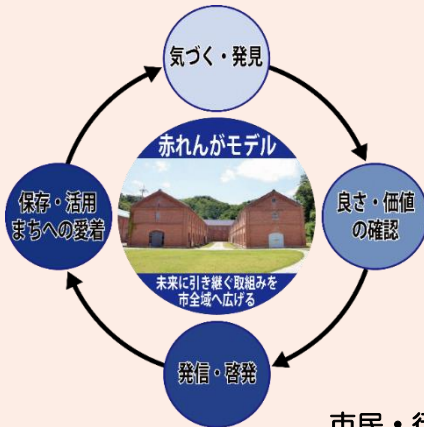 気づく・発見
赤れんがモデル
保存・活用
まちへの愛着
良さ・価値
の確認
未来に引き継ぐ取組みを
市全域へ広げる
発信・啓発
市民・